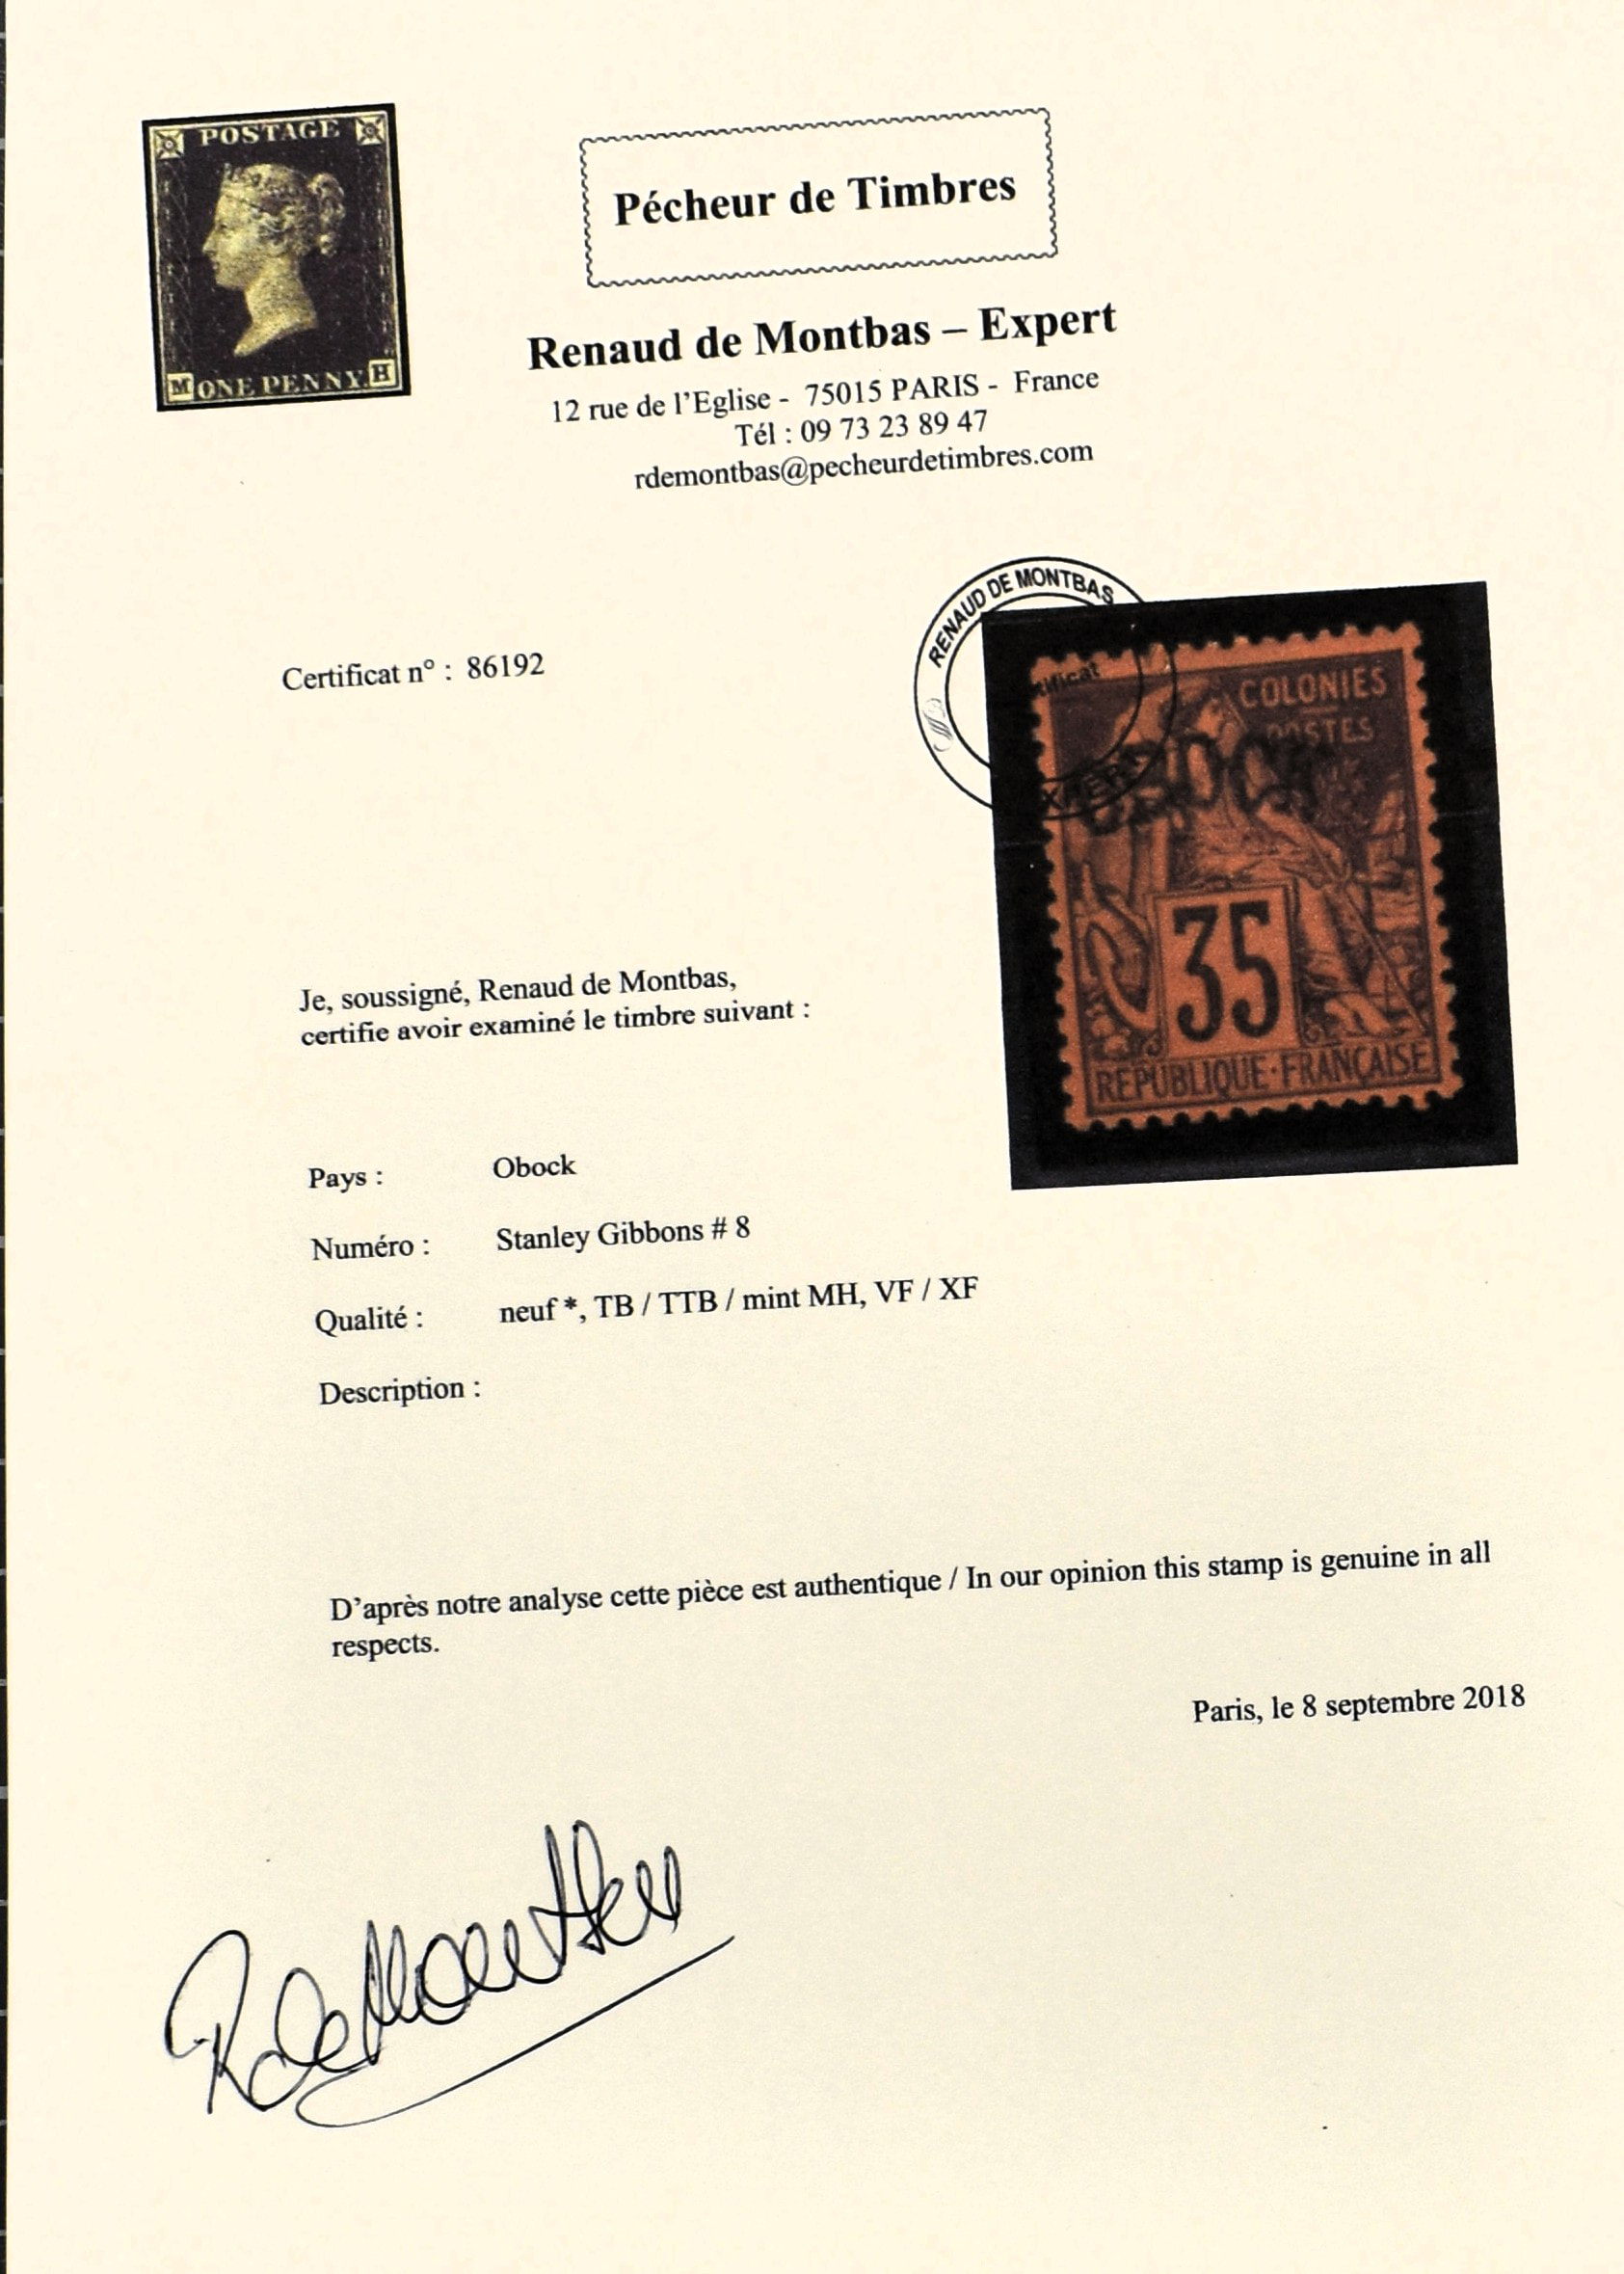 POSTAGE
M ONE PENNY. H
Pécheur de Timbres
Renaud de Montbas – Expert
12 rue de l'Eglise - 75015 PARIS - France
Tél : 09 73 23 89 47
rdemontbas@pecheurdetimbres.com
RENAUD DE MONTBAS
Certificat n° : 86192
COLONIES
POSTES
OBOCK
35
REPUBLIQUE·FRANÇAISE
Je, soussigné, Renaud de Montbas,
certifie avoir examiné le timbre suivant :
Pays : Obock
Numéro : Stanley Gibbons # 8
Qualité : neuf *, TB / TTB / mint MH, VF / XF
Description :
D'après notre analyse cette pièce est authentique / In our opinion this stamp is genuine in all
respects.
Paris, le 8 septembre 2018